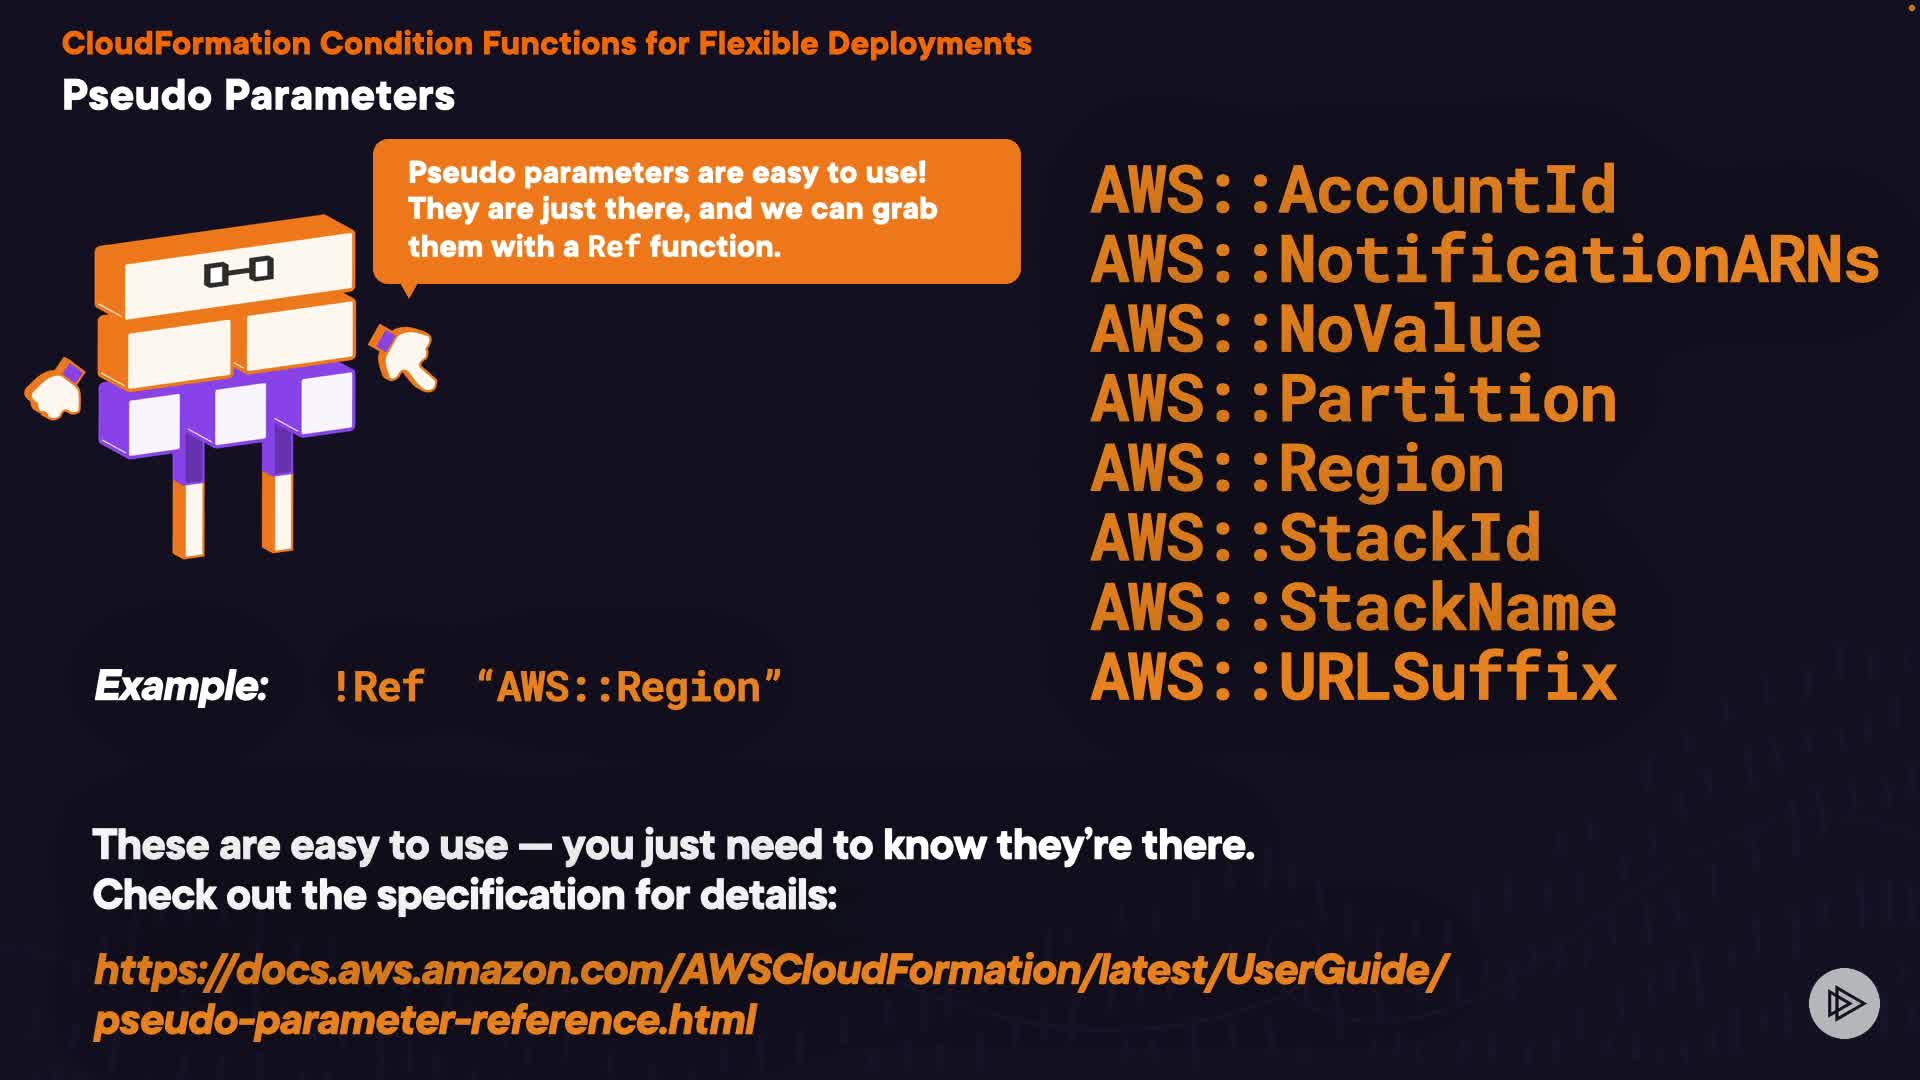 CloudFormation Condition Functions for Flexible Deployments
Pseudo Parameters
Pseudo parameters are easy to use!
They are just there, and we can grab
them with a Ref function.
AWS::AccountId
AWS::NotificationARNs
AWS::NoValue
AWS::Partition
AWS::Region
AWS::StackId
AWS::StackName
AWS::URLSuffix
Example: !Ref “AWS::Region”
These are easy to use — you just need to know they’re there.
Check out the specification for details:
https://docs.aws.amazon.com/AWSCloudFormation/latest/UserGuide/
pseudo-parameter-reference.html